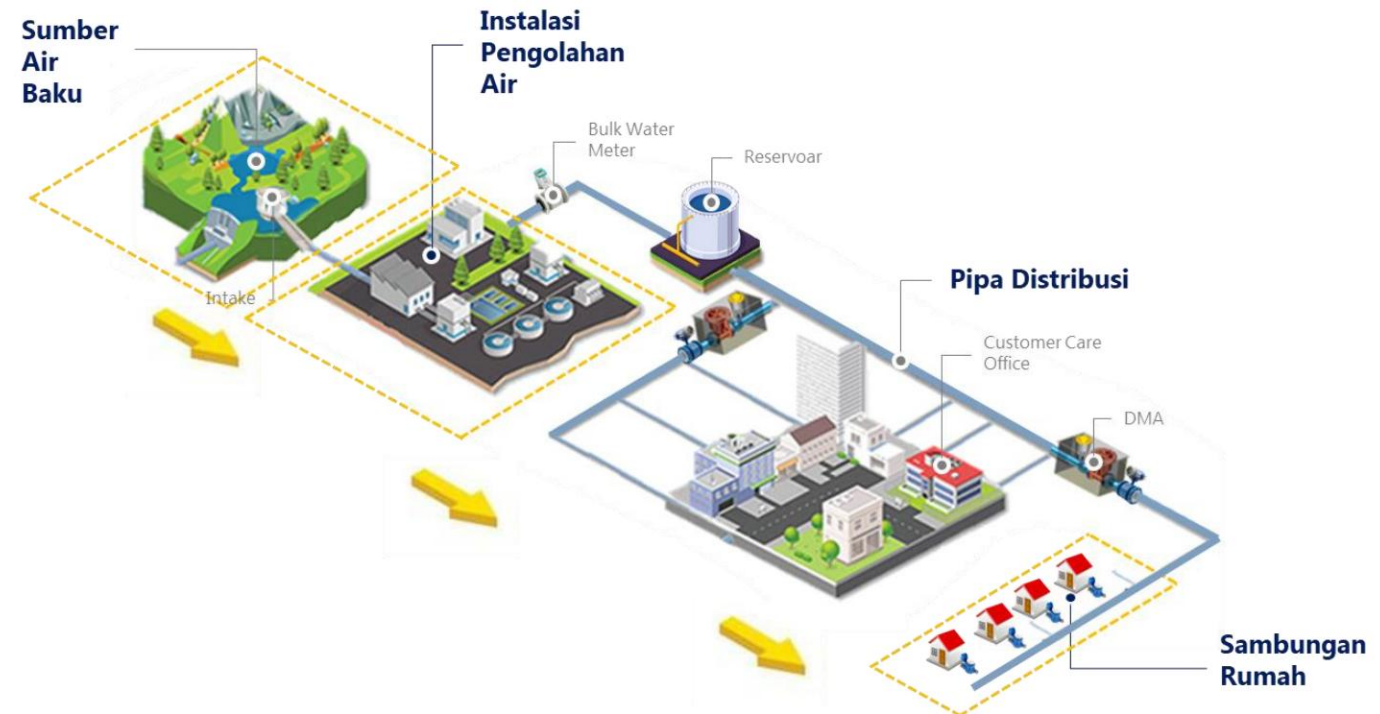 Sumber
Air
Baku
Instalasi
Pengolahan
Air
Bulk Water
Meter
Reservoar
Intake
Pipa Distribusi
Customer Care
Office
DMA
Sambungan
Rumah